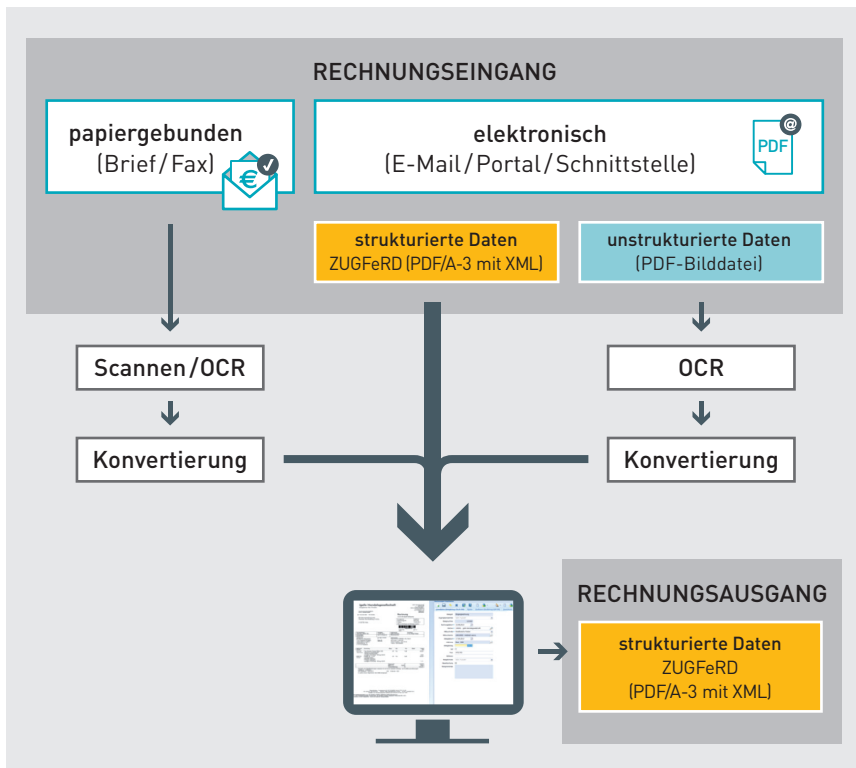 RECHNUNGSEINGANG
papiergebunden
(Brief/Fax)
€
elektronisch
(E-Mail/Portal/Schnittstelle)
@
PDF
strukturierte Daten
ZUGFeRD (PDF/A-3 mit XML)
unstrukturierte Daten
(PDF-Bilddatei)
Scannen/OCR
OCR
Konvertierung
Konvertierung
RECHNUNGSAUSGANG
strukturierte Daten
ZUGFeRD
(PDF/A-3 mit XML)